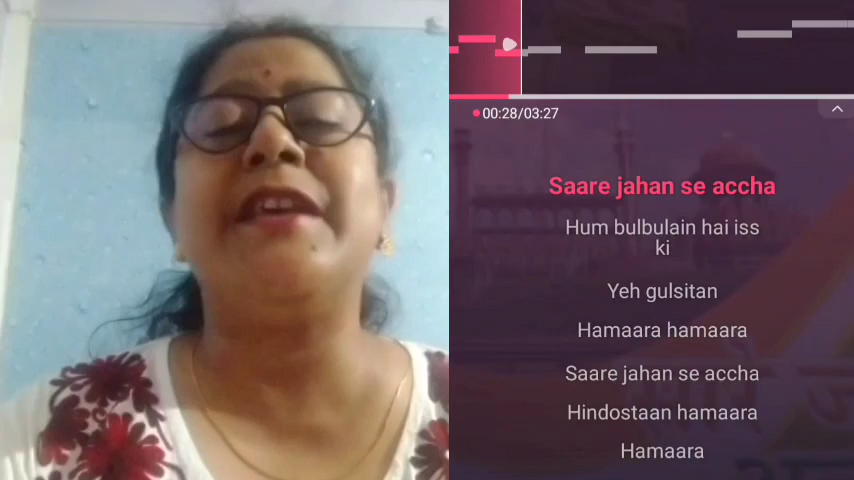 00:28/03:27
Saare jahan se accha
Hum bulbulain hai iss
ki
Yeh gulsitan
Hamaara hamaara
Saare jahan se accha
Hindostaan hamaara
Hamaara